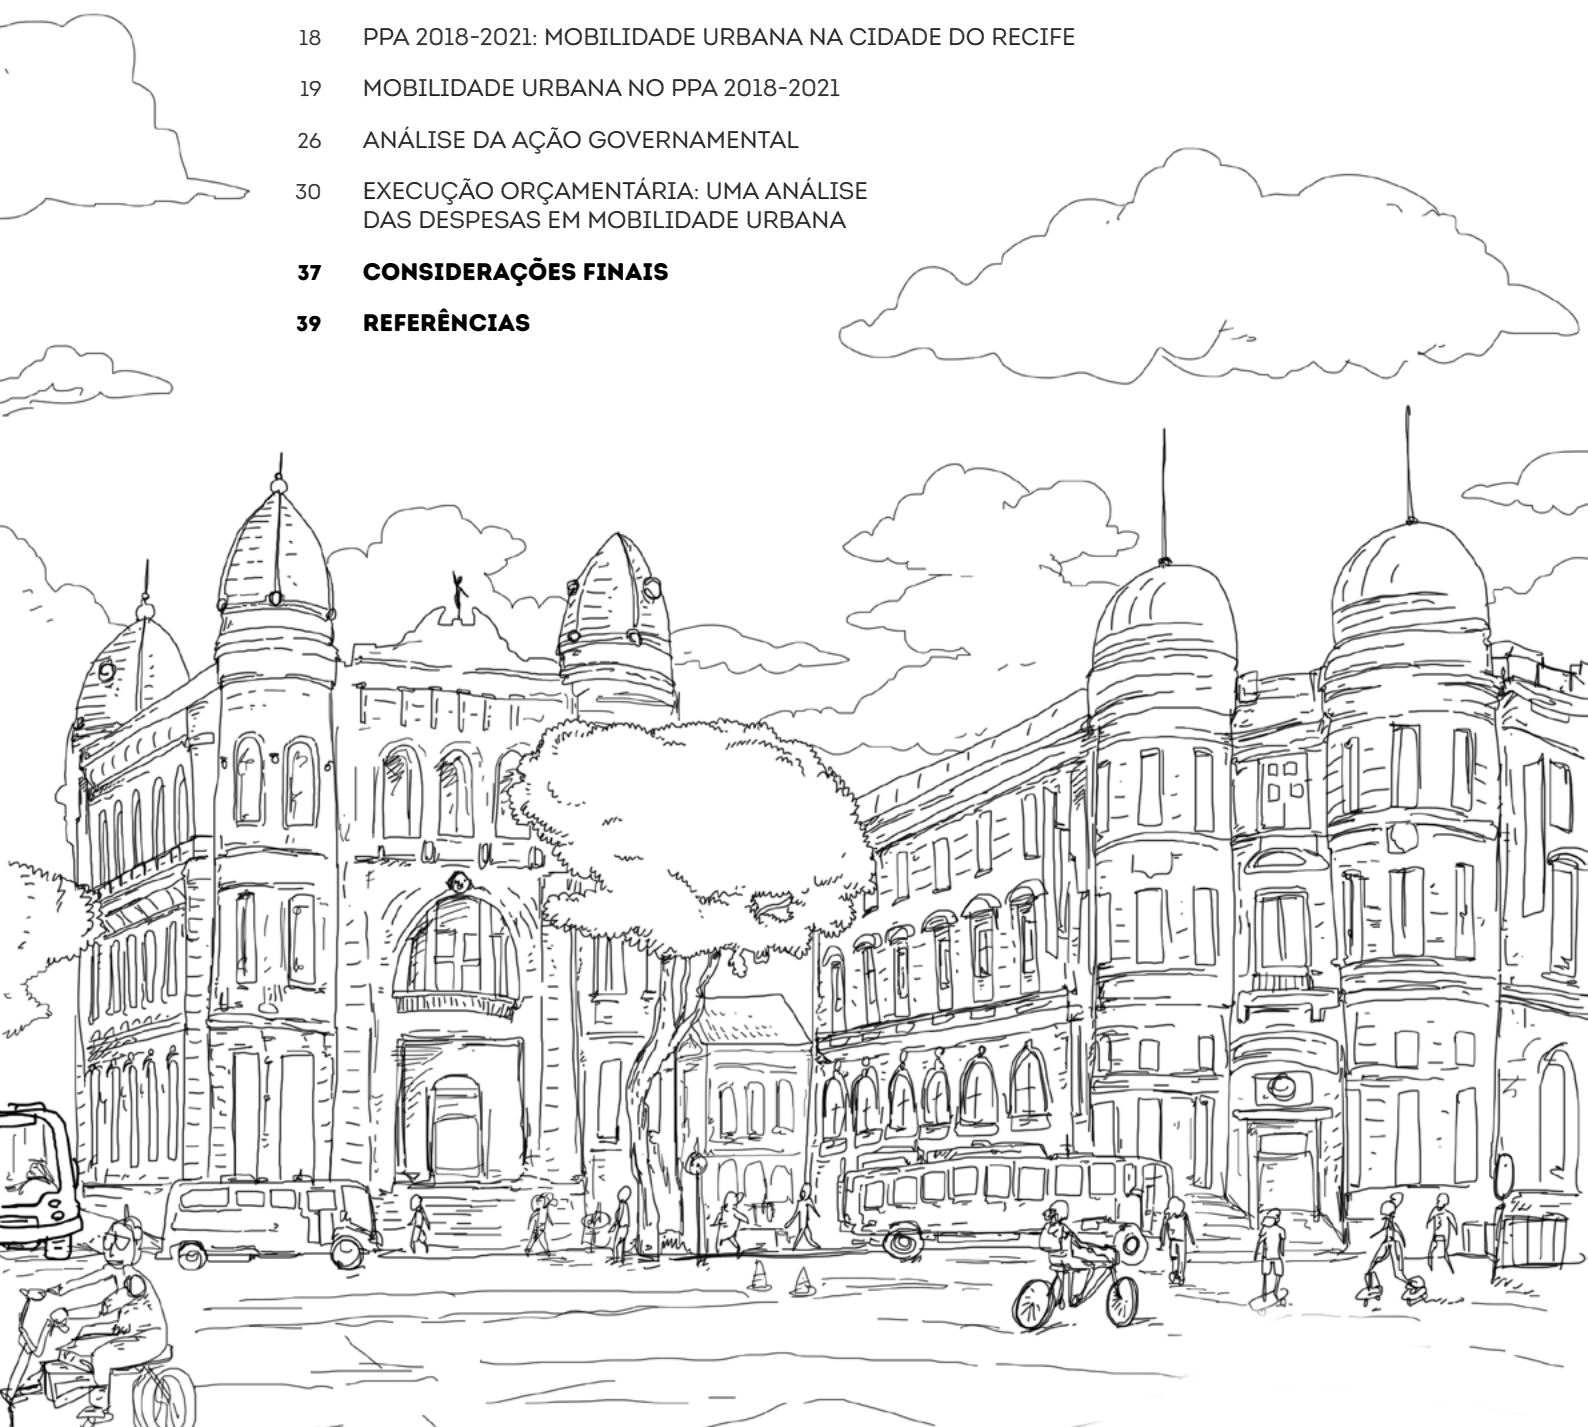 18 PPA 2018-2021: MOBILIDADE URBANA NA CIDADE DO RECIFE
19 MOBILIDADE URBANA NO PPA 2018-2021
26 ANÁLISE DA AÇÃO GOVERNAMENTAL
30 EXECUÇÃO ORÇAMENTÁRIA: UMA ANÁLISE
DAS DESPESAS EM MOBILIDADE URBANA
37 CONSIDERAÇÕES FINAIS
39 REFERÊNCIAS